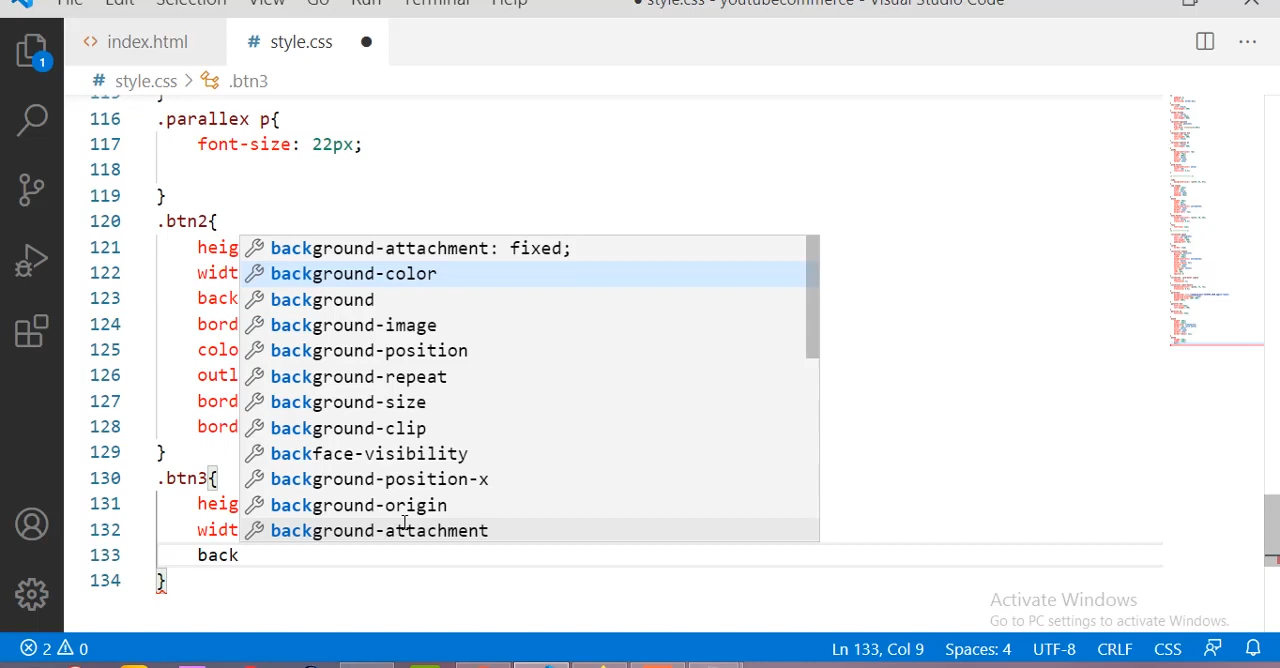 File Edit Selection View Go Run Terminal Help ● style.css - youtubecommerce - Visual Studio Code
1
<> index.html # style.css ●
# style.css > .btn3
115 }
116 .parallex p{
117 font-size: 22px;
118
119 }
120 .btn2{
121 heig background-attachment: fixed;
122 widt background-color
123 back background
124 bord background-image
125 colo background-position
126 outl background-repeat
127 bord background-size
128 bord background-clip
129 } backface-visibility
130 .btn3{ background-position-x
131 heig background-origin
132 widt background-attachment
133 back
134 }
Activate Windows
Go to PC settings to activate Windows.
2 0 Ln 133, Col 9 Spaces: 4 UTF-8 CRLF CSS